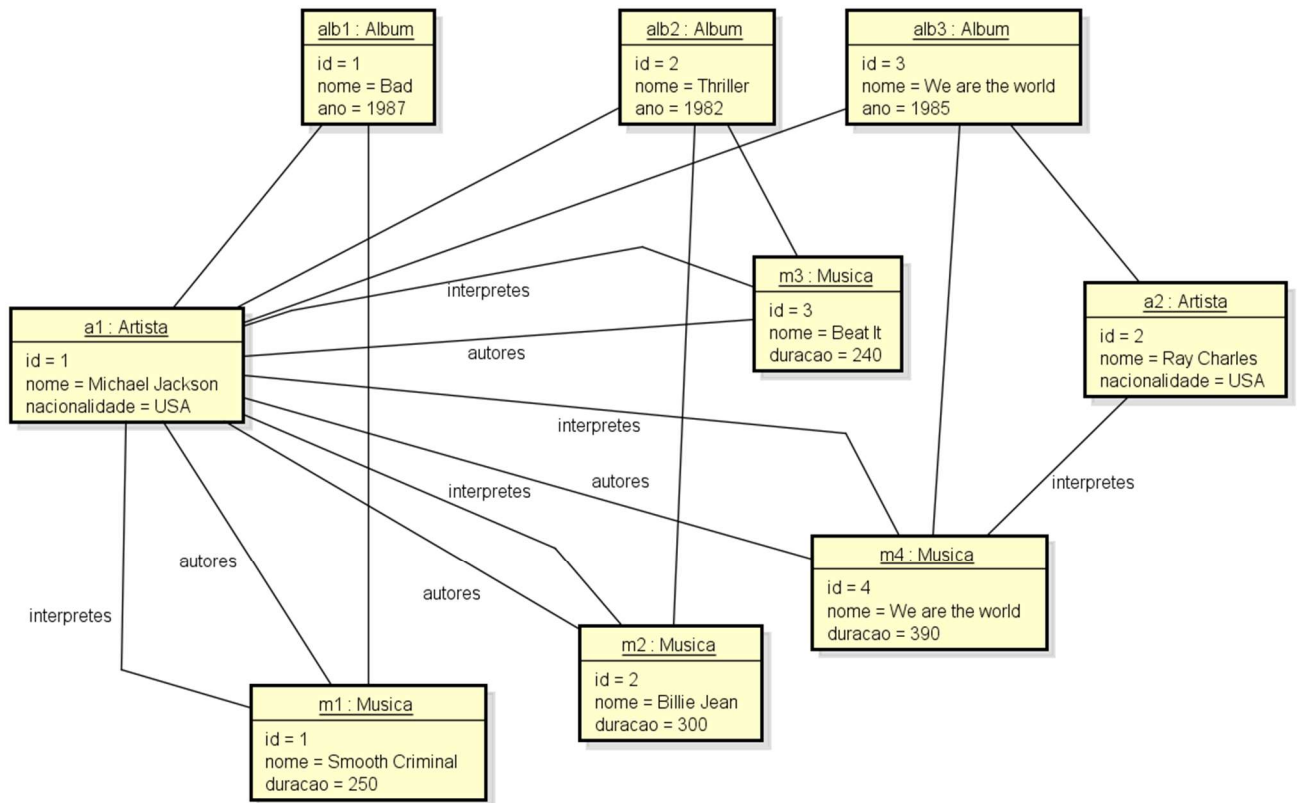 alb1 : Album
id = 1
nome = Bad
ano = 1987
alb2 : Album
id = 2
nome = Thriller
ano = 1982
alb3 : Album
id = 3
nome = We are the world
ano = 1985
interpretes
m3 : Musica
id = 3
nome = Beat It
duracao = 240
a2 : Artista
id = 2
nome = Ray Charles
nacionalidade = USA
a1 : Artista
id = 1
nome = Michael Jackson
nacionalidade = USA
autores
interpretes
autores
interpretes
interpretes
autores
autores
interpretes
m4 : Musica
id = 4
nome = We are the world
duracao = 390
m2 : Musica
id = 2
nome = Billie Jean
duracao = 300
m1 : Musica
id = 1
nome = Smooth Criminal
duracao = 250